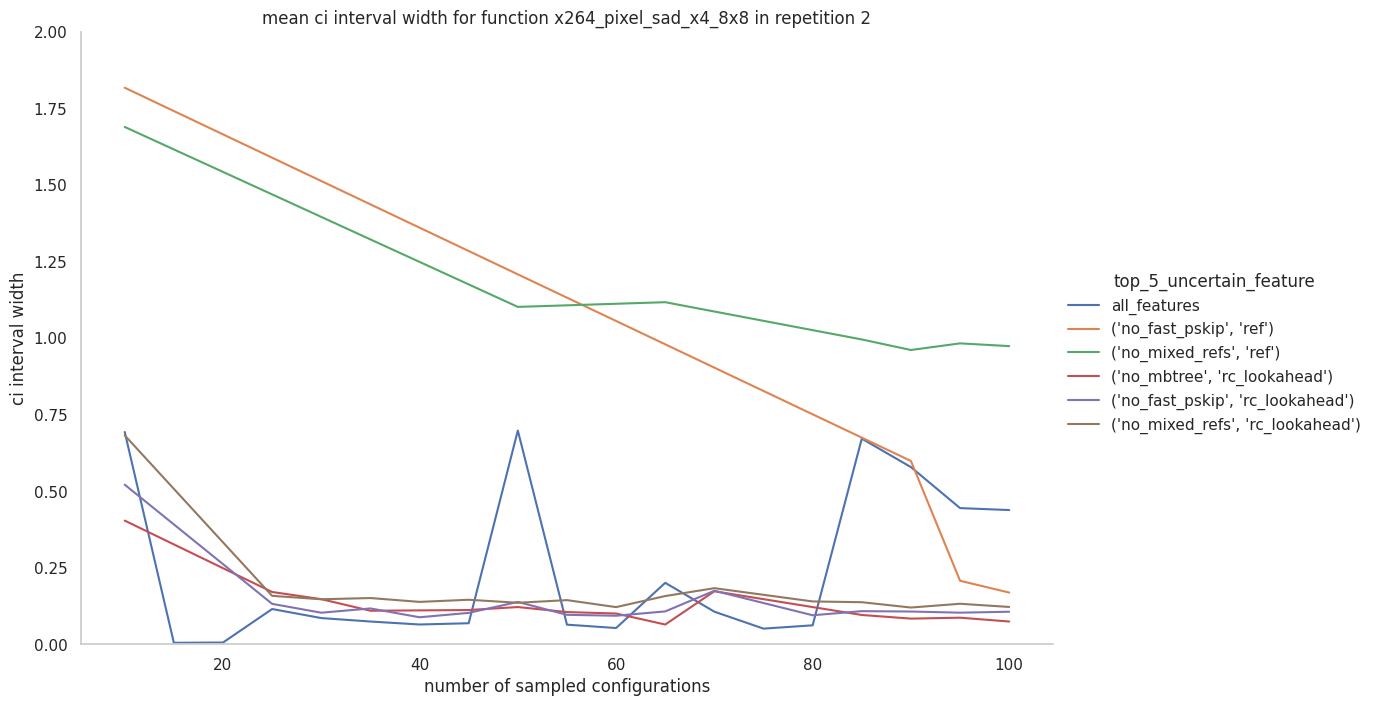 mean ci interval width for function x264_pixel_sad_x4_8x8 in repetition 2
2.00
1.75
1.50
1.25
1.00
0.75
0.50
0.25
0.00
ci interval width
20
40
60
80
100
number of sampled configurations
top_5_uncertain_feature
all_features
('no_fast_pskip', 'ref')
('no_mixed_refs', 'ref')
('no_mbtree', 'rc_lookahead')
('no_fast_pskip', 'rc_lookahead')
('no_mixed_refs', 'rc_lookahead')